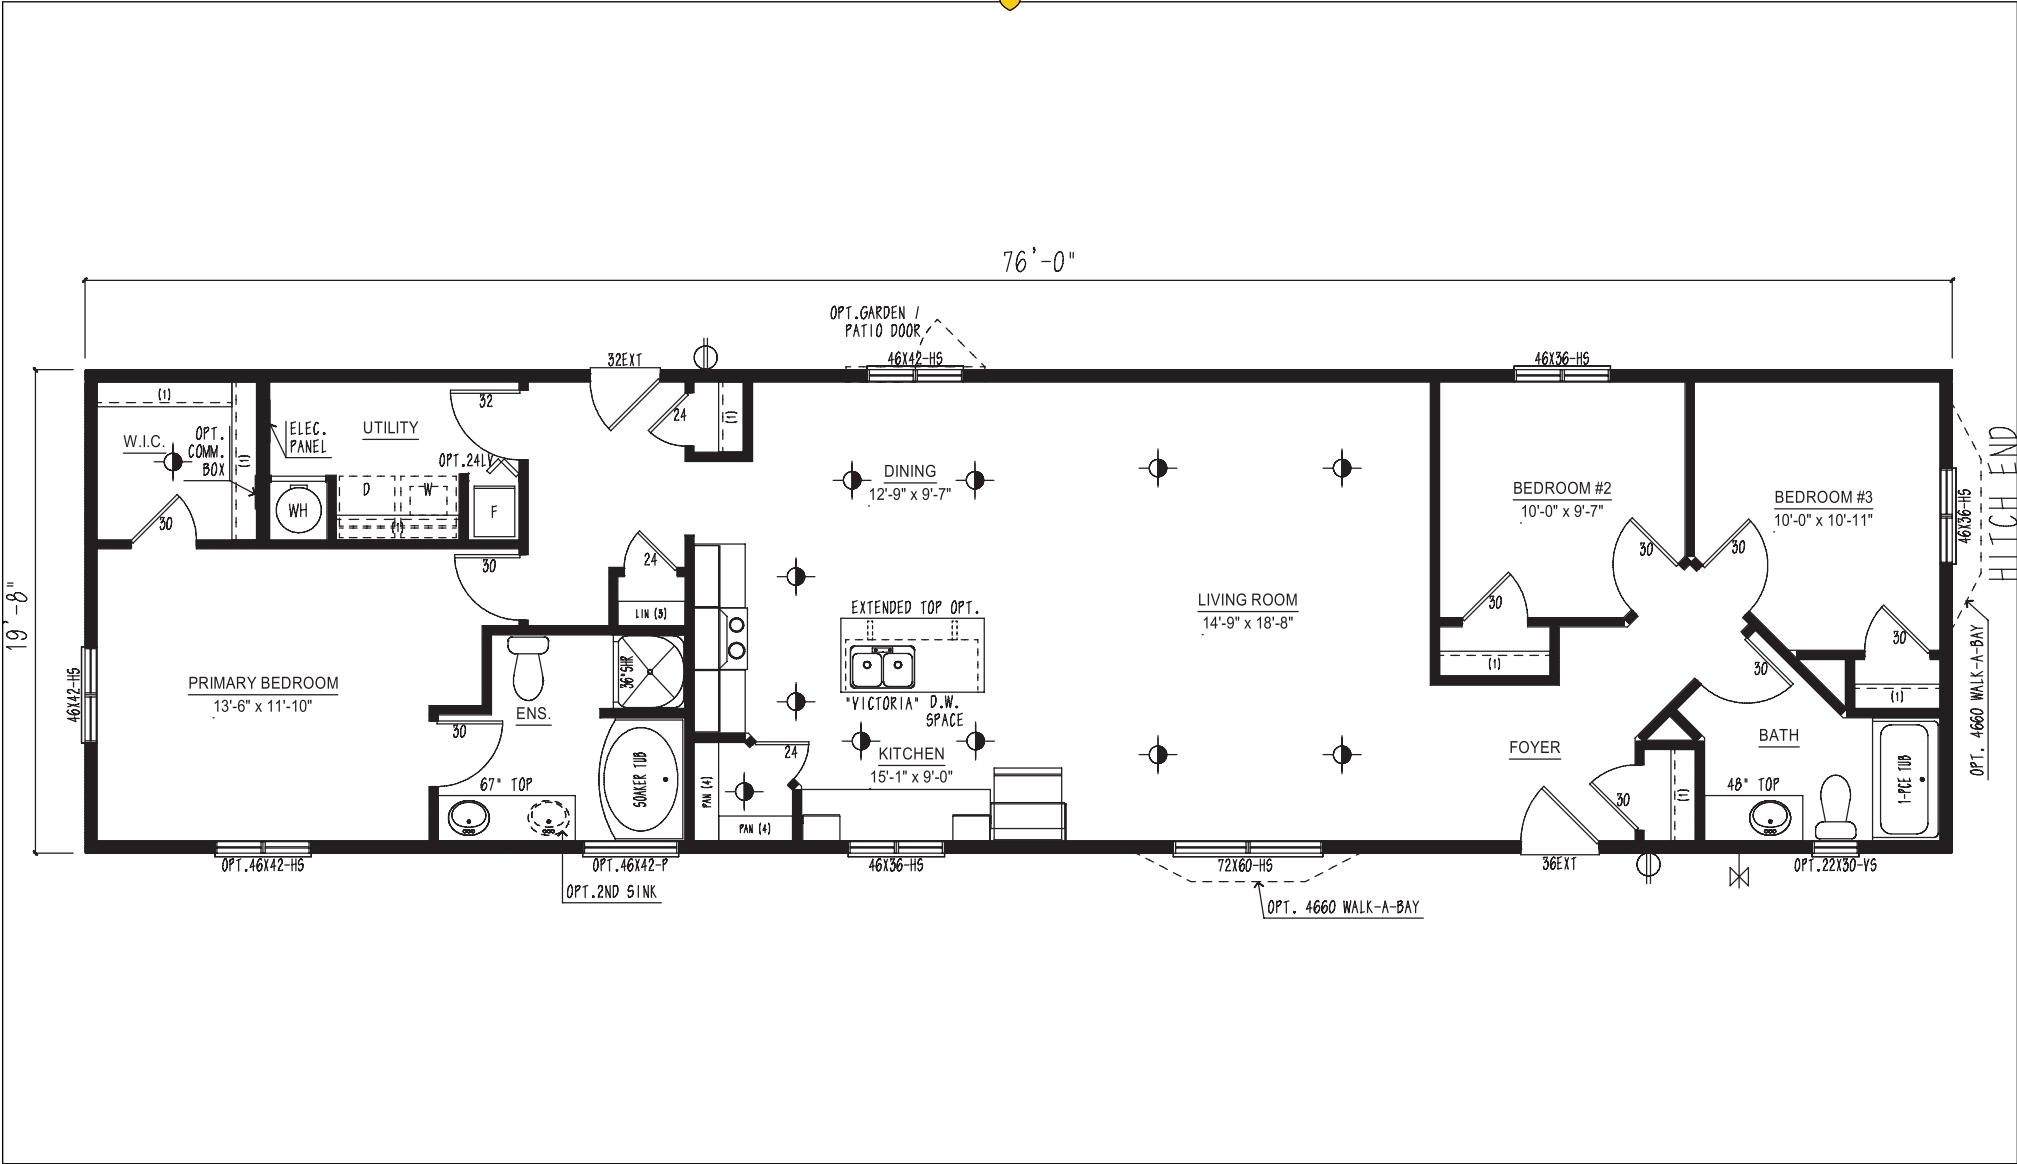 76'-0"
OPT.GARDEN /
PATIO DOOR
32EXT
46X42-HS
46X36-HS
(1)
32
24
(1)
ELEC.
PANEL
UTILITY
W.I.C.
OPT.
COMM.
BOX
(1)
OPT.24LV
HITCH END
DINING
12'-9" x 9'-7"
D
W
WH
F
(1)
30
BEDROOM #2
10'-0" x 9'-7"
BEDROOM #3
10'-0" x 10'-11"
46X36-HS
30
24
30
30
19'-8"
LIN (3)
EXTENDED TOP OPT.
LIVING ROOM
14'-9" x 18'-8"
30
30
30
(1)
(1)
OPT. 4660 WALK-A-BAY
36"SHR
46X42-HS
PRIMARY BEDROOM
13'-6" x 11'-10"
ENS.
"VICTORIA" D.W.
SPACE
30
24
KITCHEN
15'-1" x 9'-0"
FOYER
BATH
67" TOP
SOAKER TUB
PAN (4)
PAN (4)
30
(1)
48" TOP
1-PCE TUB
OPT.46X42-HS
OPT.46X42-P
46X36-HS
72X60-HS
36EXT
OPT.22X30-VS
OPT.2ND SINK
OPT. 4660 WALK-A-BAY